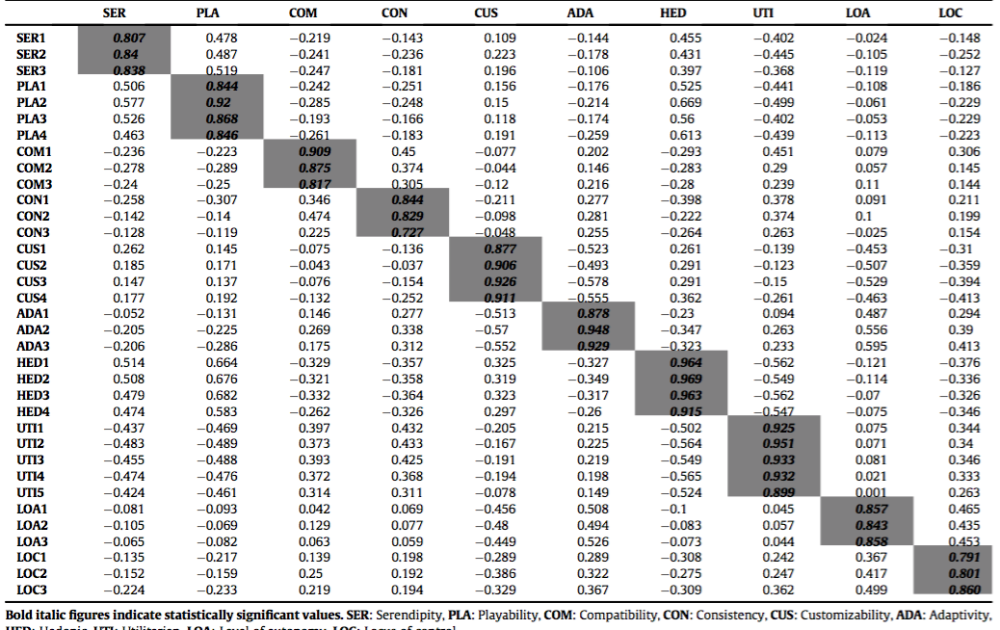 SER PLA COM CON CUS ADA HED UTI LOA LOC
SER1 0.807 0.478 −0.219 −0.143 0.109 −0.144 0.455 −0.402 −0.024 −0.148
SER2 0.84 0.487 −0.241 −0.236 0.223 −0.178 0.431 −0.445 −0.105 −0.252
SER3 0.838 0.519 −0.247 −0.181 0.196 −0.106 0.397 −0.368 −0.119 −0.127
PLA1 0.506 0.844 −0.242 −0.251 0.156 −0.176 0.525 −0.441 −0.108 −0.186
PLA2 0.577 0.92 −0.285 −0.248 0.15 −0.214 0.669 −0.499 −0.061 −0.229
PLA3 0.526 0.868 −0.193 −0.166 0.118 −0.174 0.56 −0.402 −0.053 −0.229
PLA4 0.463 0.846 −0.261 −0.183 0.191 −0.259 0.613 −0.439 −0.113 −0.223
COM1 −0.236 −0.223 0.909 0.45 −0.077 0.202 −0.293 0.451 0.079 0.306
COM2 −0.278 −0.289 0.875 0.374 −0.044 0.146 −0.283 0.29 0.057 0.145
COM3 −0.24 −0.25 0.817 0.305 −0.12 0.216 −0.28 0.239 0.11 0.144
CON1 −0.258 −0.307 0.346 0.844 −0.211 0.277 −0.398 0.378 0.091 0.211
CON2 −0.142 −0.14 0.474 0.829 −0.098 0.281 −0.222 0.374 0.1 0.199
CON3 −0.128 −0.119 0.225 0.727 −0.048 0.255 −0.264 0.263 −0.025 0.154
CUS1 0.262 0.145 −0.075 −0.136 0.877 −0.523 0.261 −0.139 −0.453 −0.31
CUS2 0.185 0.171 −0.043 −0.037 0.906 −0.493 0.291 −0.123 −0.507 −0.359
CUS3 0.147 0.137 −0.076 −0.154 0.926 −0.578 0.291 −0.15 −0.529 −0.394
CUS4 0.177 0.192 −0.132 −0.252 0.911 −0.555 0.362 −0.261 −0.463 −0.413
ADA1 −0.052 −0.131 0.146 0.277 −0.513 0.878 −0.23 0.094 0.487 0.294
ADA2 −0.205 −0.225 0.269 0.338 −0.57 0.948 −0.347 0.263 0.556 0.39
ADA3 −0.206 −0.286 0.175 0.312 −0.552 0.929 −0.323 0.233 0.595 0.413
HED1 0.514 0.664 −0.329 −0.357 0.325 −0.327 0.964 −0.562 −0.121 −0.376
HED2 0.508 0.676 −0.321 −0.358 0.319 −0.349 0.969 −0.549 −0.114 −0.336
HED3 0.479 0.682 −0.332 −0.364 0.323 −0.317 0.963 −0.562 −0.07 −0.326
HED4 0.474 0.583 −0.262 −0.326 0.297 −0.26 0.915 −0.547 −0.075 −0.346
UTI1 −0.437 −0.469 0.397 0.432 −0.205 0.215 −0.502 0.925 0.075 0.344
UTI2 −0.483 −0.489 0.373 0.433 −0.167 0.225 −0.564 0.951 0.071 0.34
UTI3 −0.455 −0.488 0.393 0.425 −0.191 0.219 −0.549 0.933 0.081 0.346
UTI4 −0.474 −0.476 0.372 0.368 −0.194 0.198 −0.565 0.932 0.021 0.333
UTI5 −0.424 −0.461 0.314 0.311 −0.078 0.149 −0.524 0.899 0.001 0.263
LOA1 −0.081 −0.093 0.042 0.069 −0.456 0.508 −0.1 0.045 0.857 0.465
LOA2 −0.105 −0.069 0.129 0.077 −0.48 0.494 −0.083 0.057 0.843 0.435
LOA3 −0.065 −0.082 0.063 0.059 −0.449 0.526 −0.073 0.044 0.858 0.453
LOC1 −0.135 −0.217 0.139 0.198 −0.289 0.289 −0.308 0.242 0.367 0.791
LOC2 −0.152 −0.159 0.25 0.192 −0.386 0.322 −0.275 0.247 0.417 0.801
LOC3 −0.224 −0.233 0.219 0.194 −0.329 0.367 −0.309 0.362 0.499 0.860
Bold italic figures indicate statistically significant values. SER: Serendipity, PLA: Playability, COM: Compatibility, CON: Consistency, CUS: Customizability, ADA: Adaptivity,